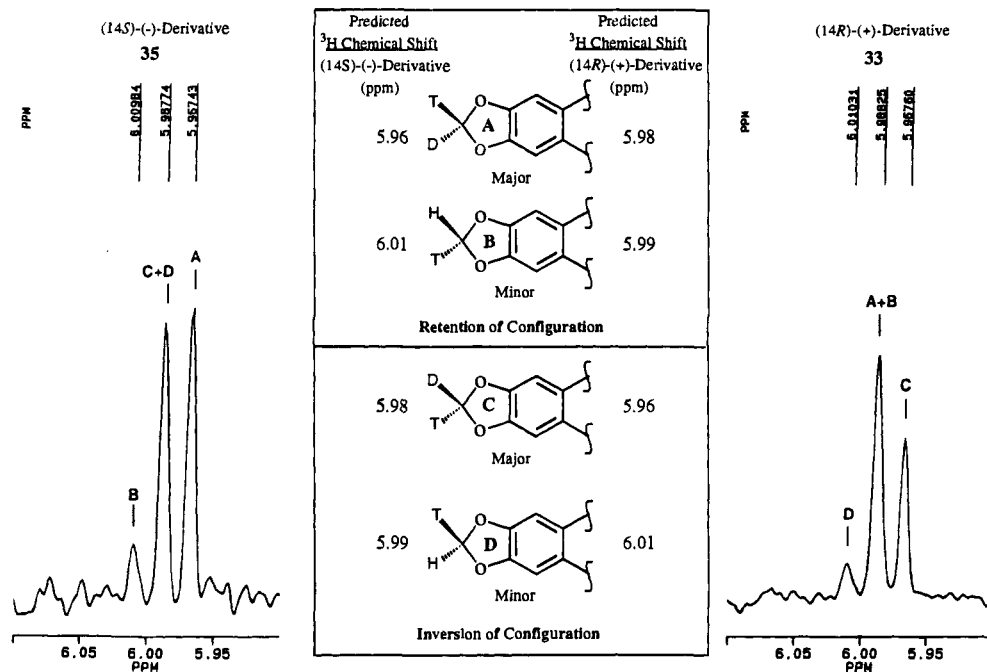 (14S)-(-)-Derivative
35
PPM
6.00984
5.98774
5.96743
C+D
A
B
6.05 6.00 5.95
PPM
Predicted
³H Chemical Shift
(14S)-(-)-Derivative
(ppm)
Predicted
³H Chemical Shift
(14R)-(+)-Derivative
(ppm)
5.96
T
D
O
O
A
5.98
Major
6.01
H
T
O
O
B
5.99
Minor
Retention of Configuration
5.98
D
T
O
O
C
5.96
Major
5.99
T
H
O
O
D
6.01
Minor
Inversion of Configuration
(14R)-(+)-Derivative
33
PPM
6.01031
5.98825
5.96760
A+B
C
D
6.05 6.00 5.95
PPM